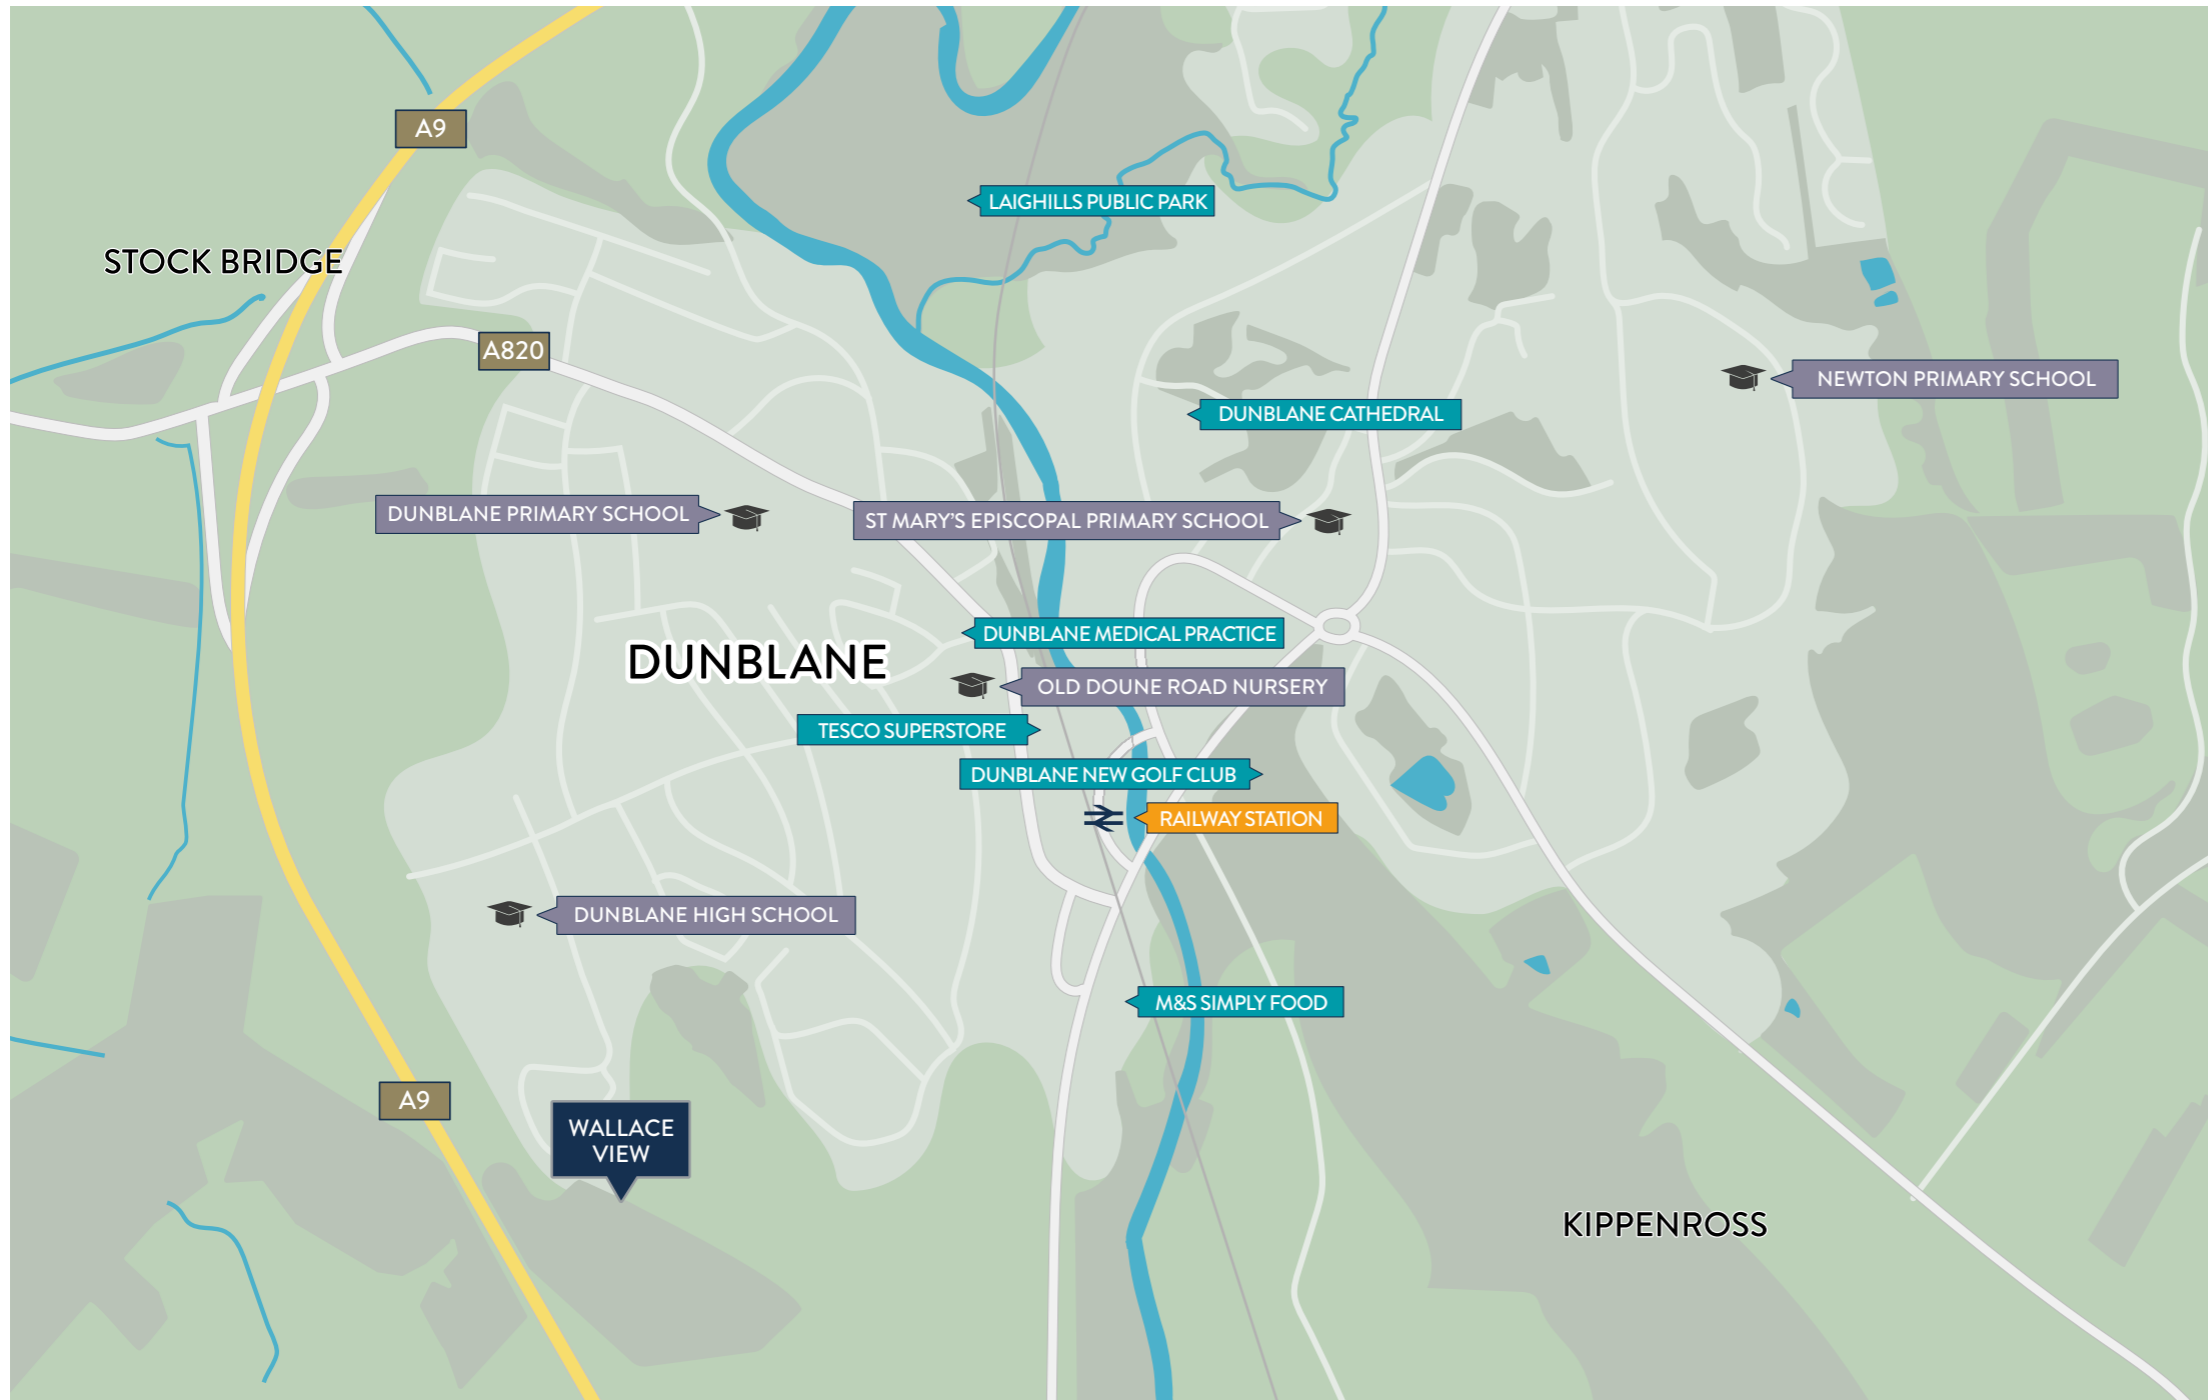 A9
LAIGHILLS PUBLIC PARK
STOCK BRIDGE
A820
NEWTON PRIMARY SCHOOL
DUNBLANE CATHEDRAL
DUNBLANE PRIMARY SCHOOL
ST MARY'S EPISCOPAL PRIMARY SCHOOL
DUNBLANE MEDICAL PRACTICE
DUNBLANE
OLD DOUNE ROAD NURSERY
TESCO SUPERSTORE
DUNBLANE NEW GOLF CLUB
RAILWAY STATION
DUNBLANE HIGH SCHOOL
M&S SIMPLY FOOD
A9
WALLACE
VIEW
KIPPENROSS